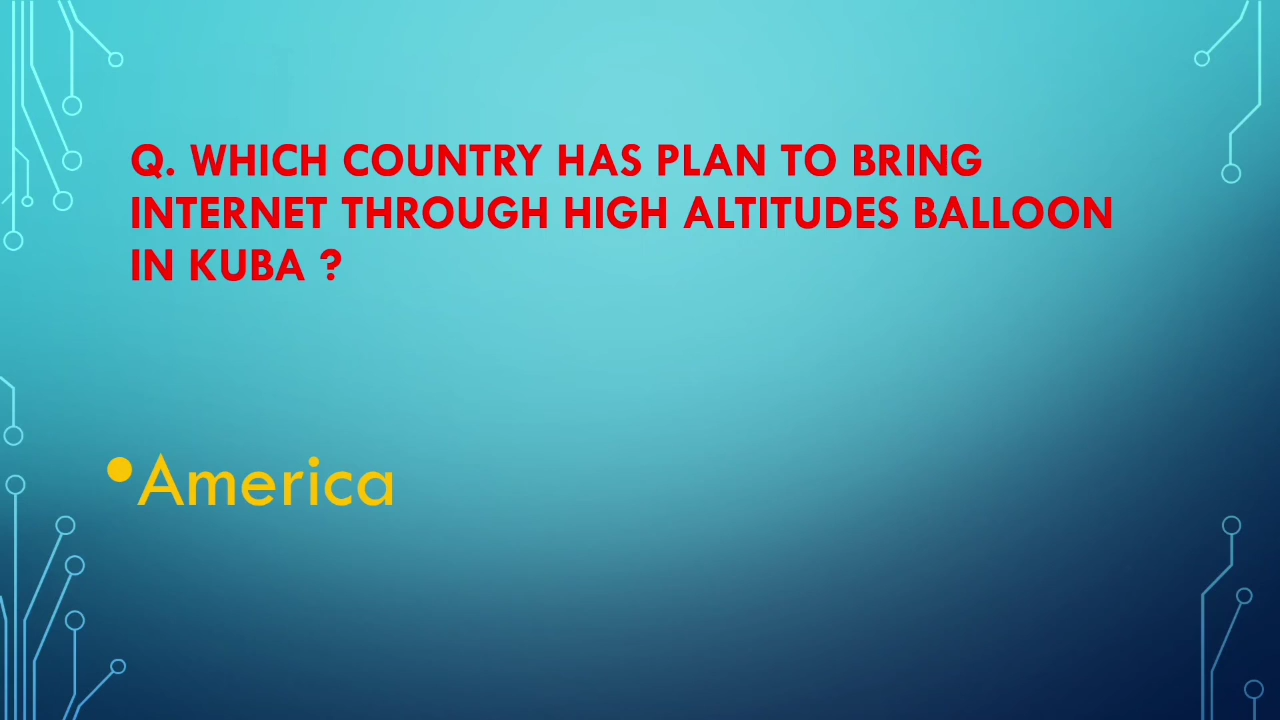 Q. WHICH COUNTRY HAS PLAN TO BRING
INTERNET THROUGH HIGH ALTITUDES BALLOON
IN KUBA ?
•America